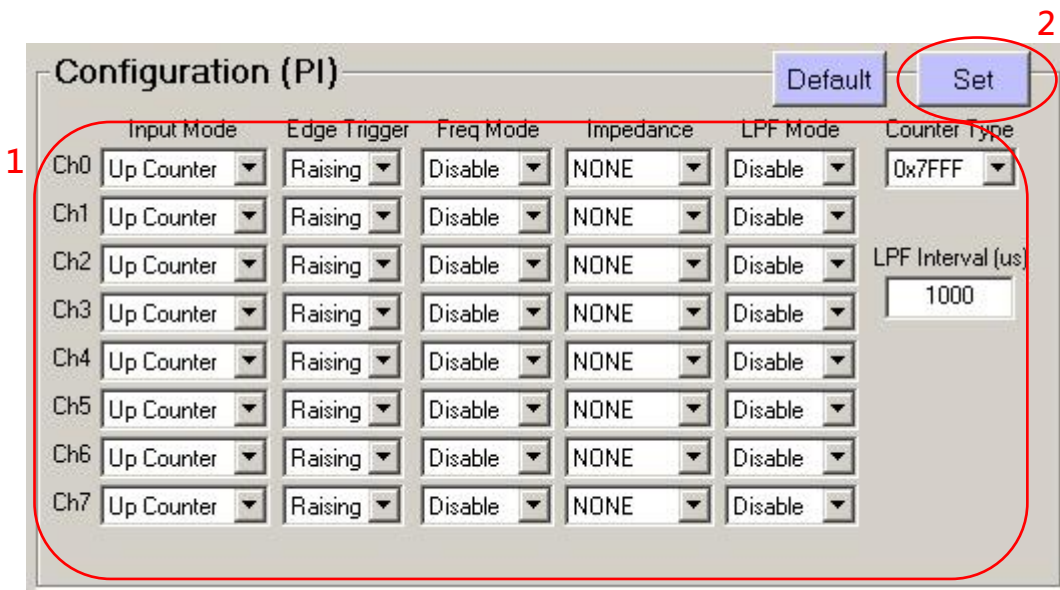 2
Configuration (PI) Default Set
Input Mode Edge Trigger Freq Mode Impedance LPF Mode Counter Type
1
Ch0 Up Counter Raising Disable NONE Disable 0x7FFF
Ch1 Up Counter Raising Disable NONE Disable
Ch2 Up Counter Raising Disable NONE Disable LPF Interval (us)
Ch3 Up Counter Raising Disable NONE Disable 1000
Ch4 Up Counter Raising Disable NONE Disable
Ch5 Up Counter Raising Disable NONE Disable
Ch6 Up Counter Raising Disable NONE Disable
Ch7 Up Counter Raising Disable NONE Disable